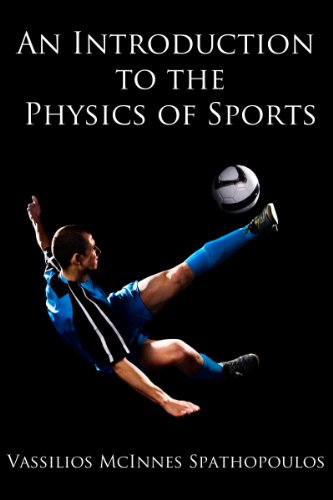 An Introduction
to the
Physics of Sports
Vassilios McInnes Spathopoulos